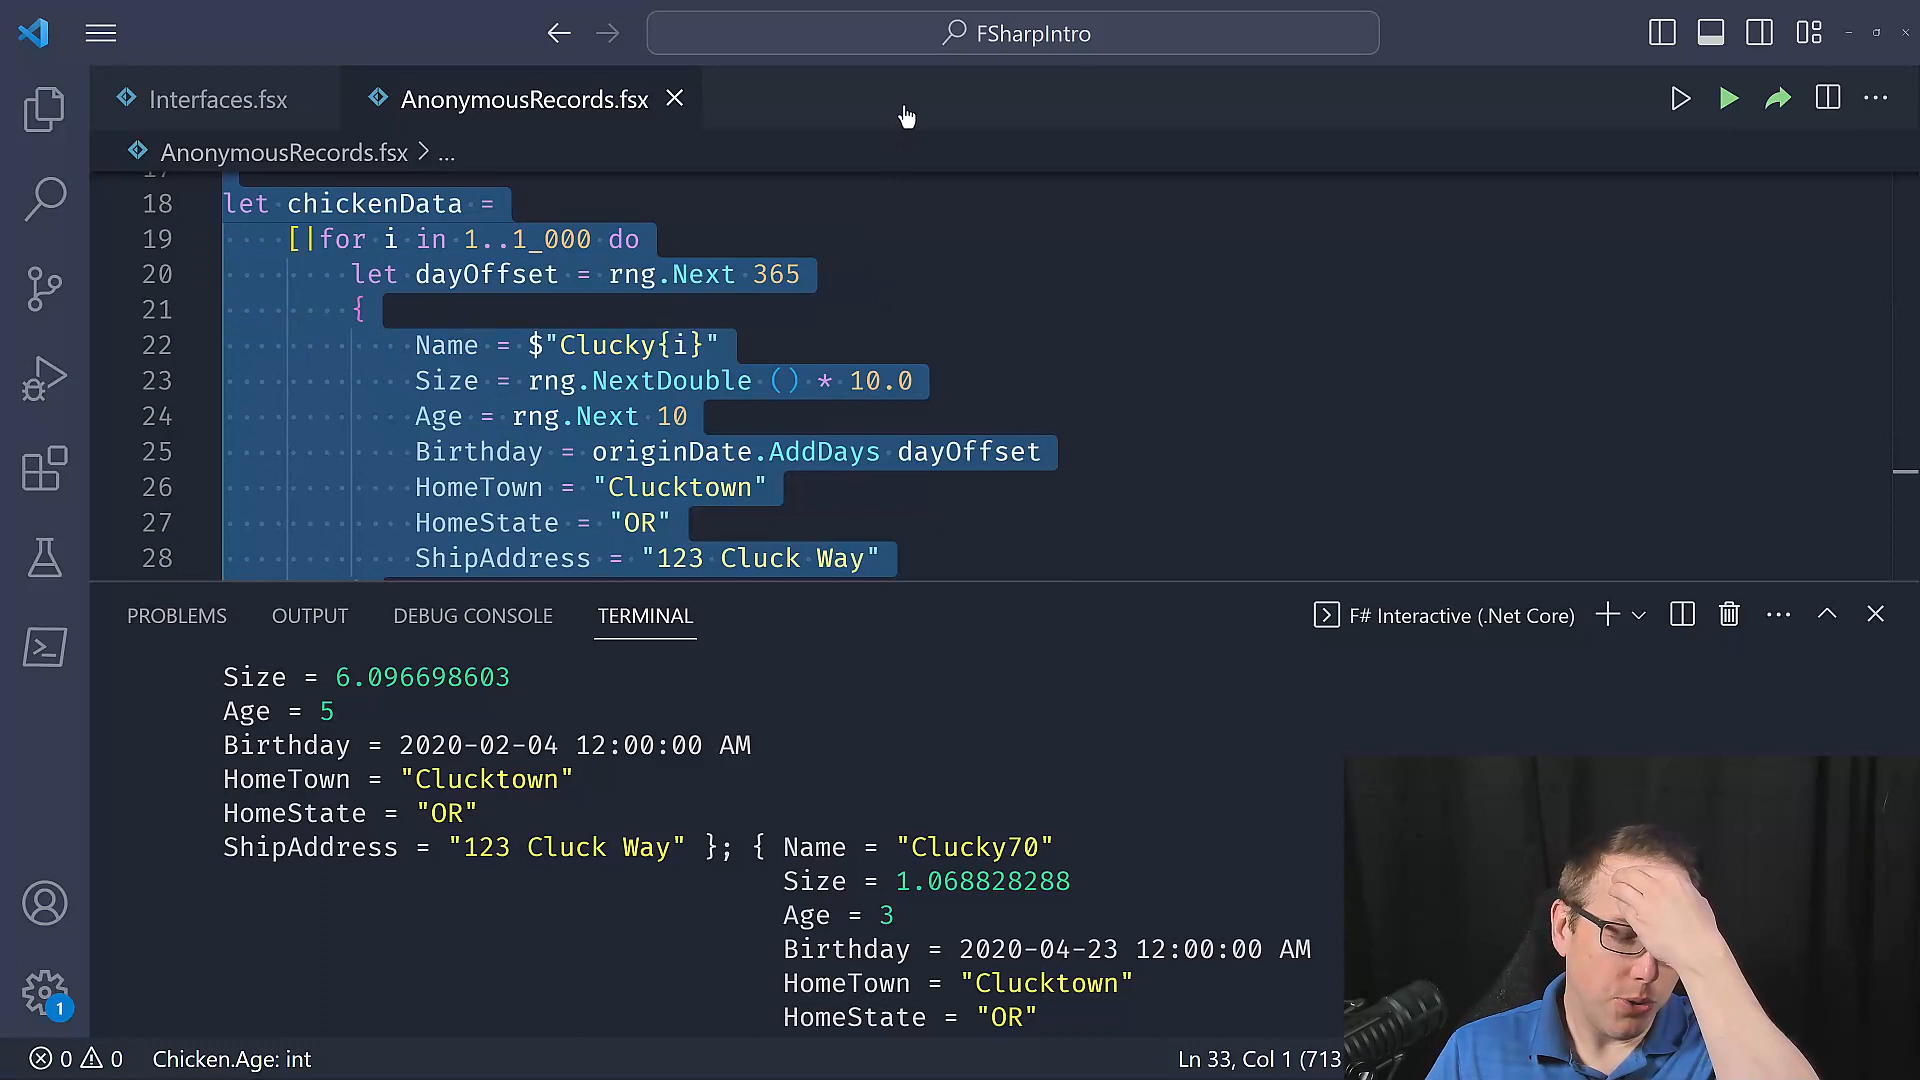 FSharpIntro
Interfaces.fsx
AnonymousRecords.fsx
AnonymousRecords.fsx > ...
17
18 let chickenData =
19 [|for i in 1..1_000 do
20 let dayOffset = rng.Next 365
21 {
22 Name = $"Clucky{i}"
23 Size = rng.NextDouble () * 10.0
24 Age = rng.Next 10
25 Birthday = originDate.AddDays dayOffset
26 HomeTown = "Clucktown"
27 HomeState = "OR"
28 ShipAddress = "123 Cluck Way"
PROBLEMS OUTPUT DEBUG CONSOLE TERMINAL
F# Interactive (.Net Core)
Size = 6.096698603
Age = 5
Birthday = 2020-02-04 12:00:00 AM
HomeTown = "Clucktown"
HomeState = "OR"
ShipAddress = "123 Cluck Way" }; { Name = "Clucky70"
Size = 1.068828288
Age = 3
Birthday = 2020-04-23 12:00:00 AM
HomeTown = "Clucktown"
HomeState = "OR"
1
0 0 Chicken.Age: int
Ln 33, Col 1 (713